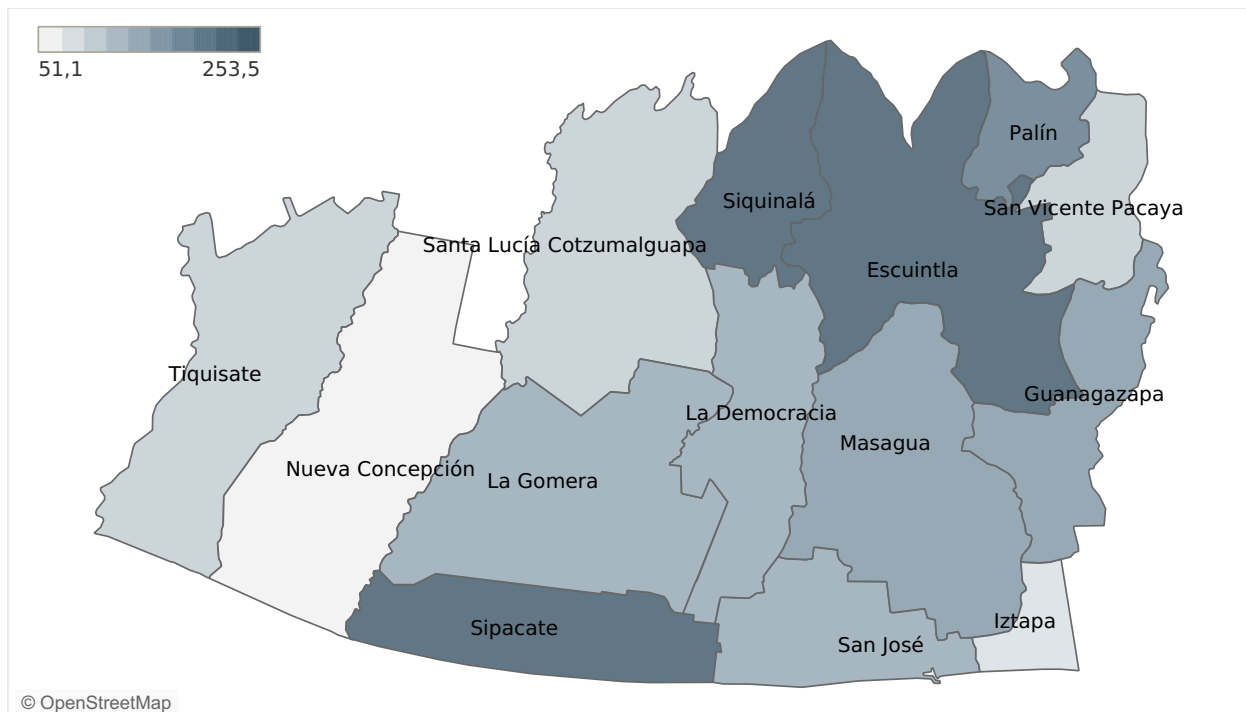 51,1
253,5
Palín
Siquinalá
San Vicente Pacaya
Santa Lucía Cotzumalguapa
Escuintla
Tiquisate
Guanagazapa
La Democracia
Masagua
Nueva Concepción
La Gomera
Iztapa
Sipacate
San José
© OpenStreetMap